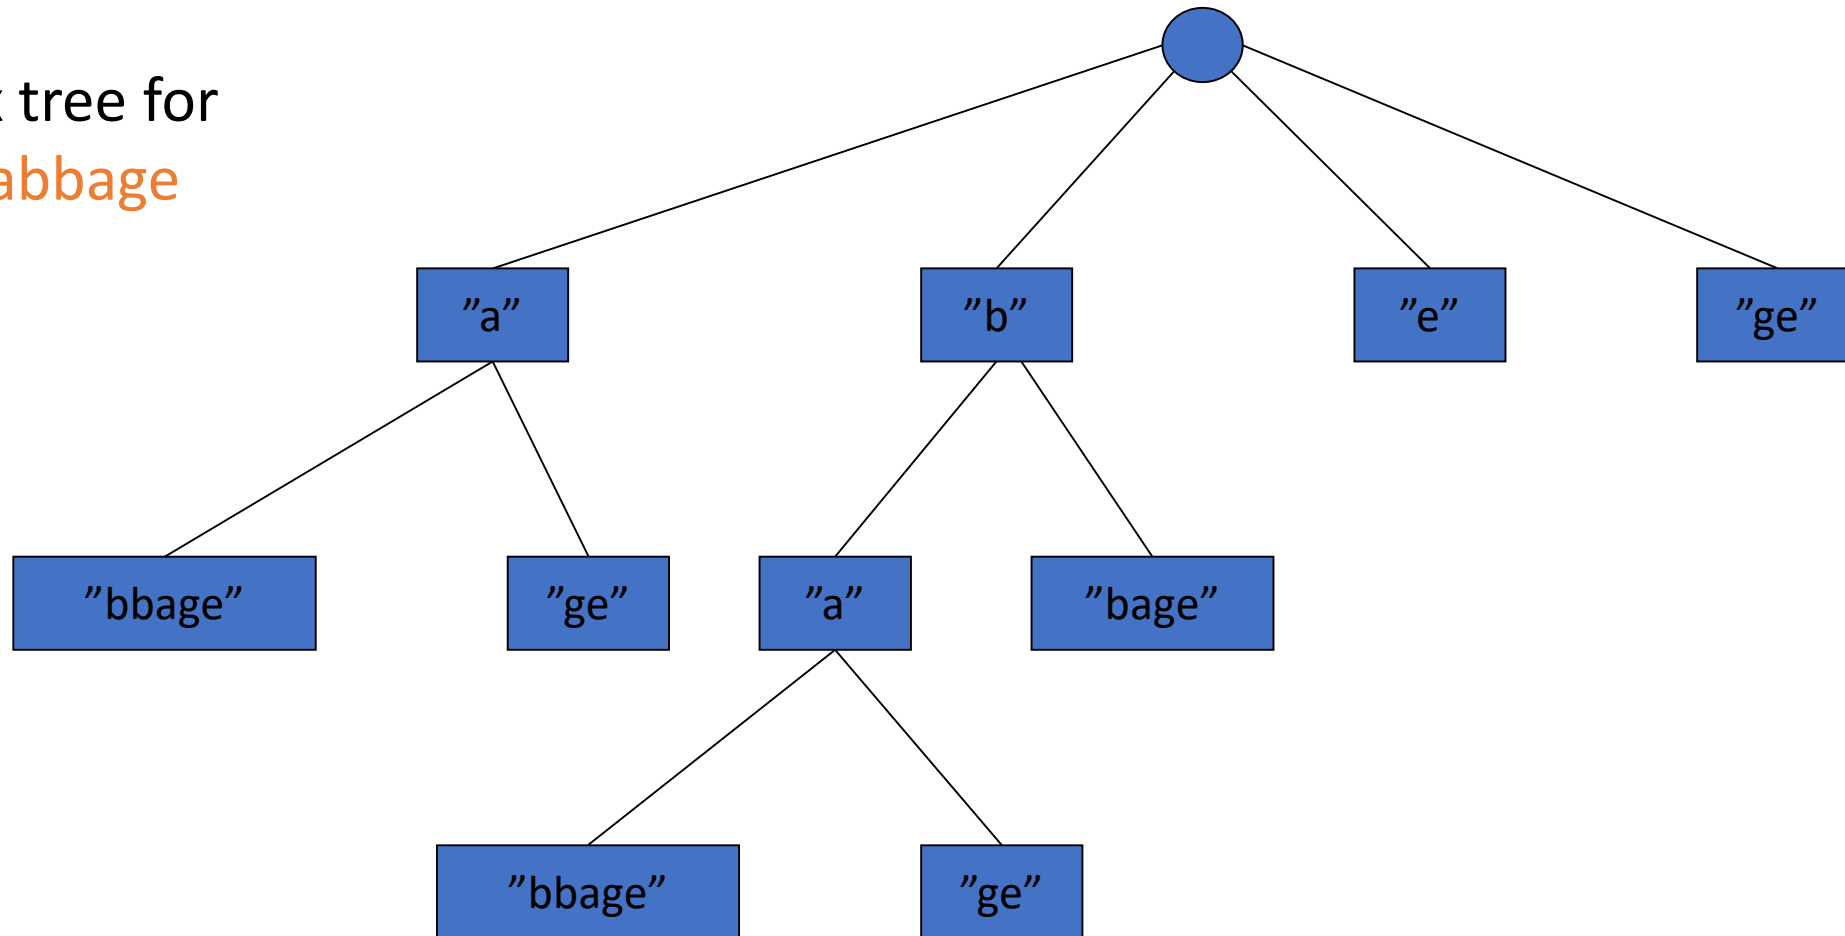 tree for
abbage
”a”
”b”
”e”
”ge”
”bbage”
”ge”
”a”
”bage”
”bbage”
”ge”